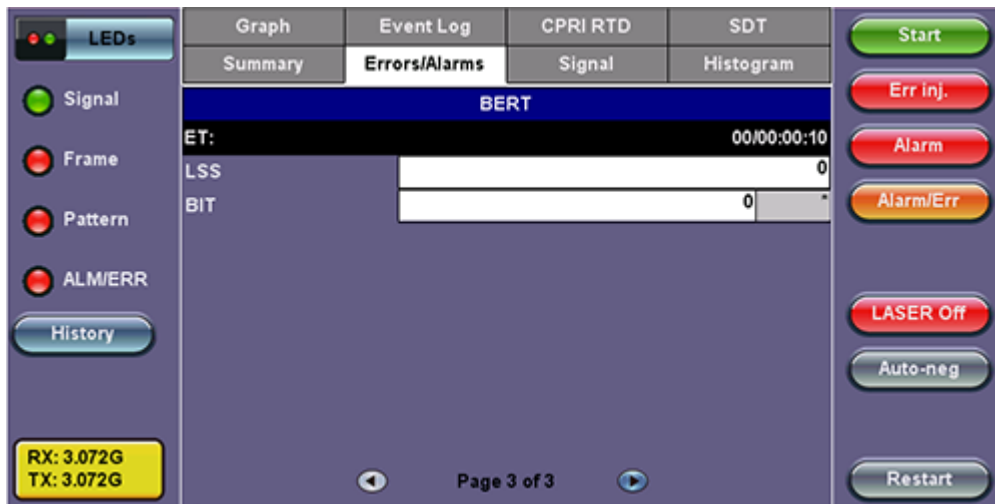 LEDs
Signal
Frame
Pattern
ALM/ERR
History
RX: 3.072G
TX: 3.072G
Graph Event Log CPRI RTD SDT
Summary Errors/Alarms Signal Histogram
BERT
ET: 00/00:00:10
LSS 0
BIT 0 *
Page 3 of 3
Start
Err inj.
Alarm
Alarm/Err
LASER Off
Auto-neg
Restart